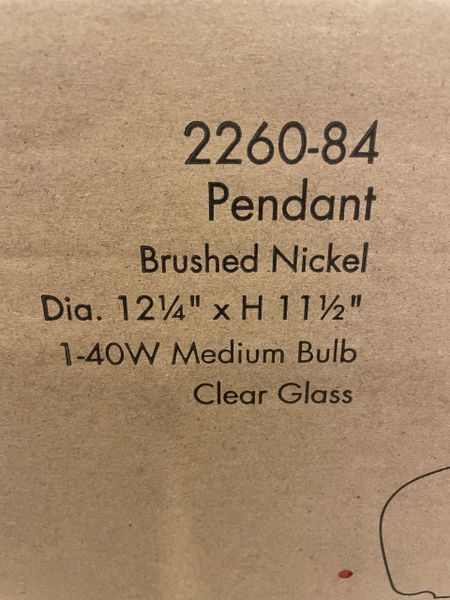 2260-84
Pendant
Brushed Nickel
Dia. 12¼" x H 11½"
1-40W Medium Bulb
Clear Glass